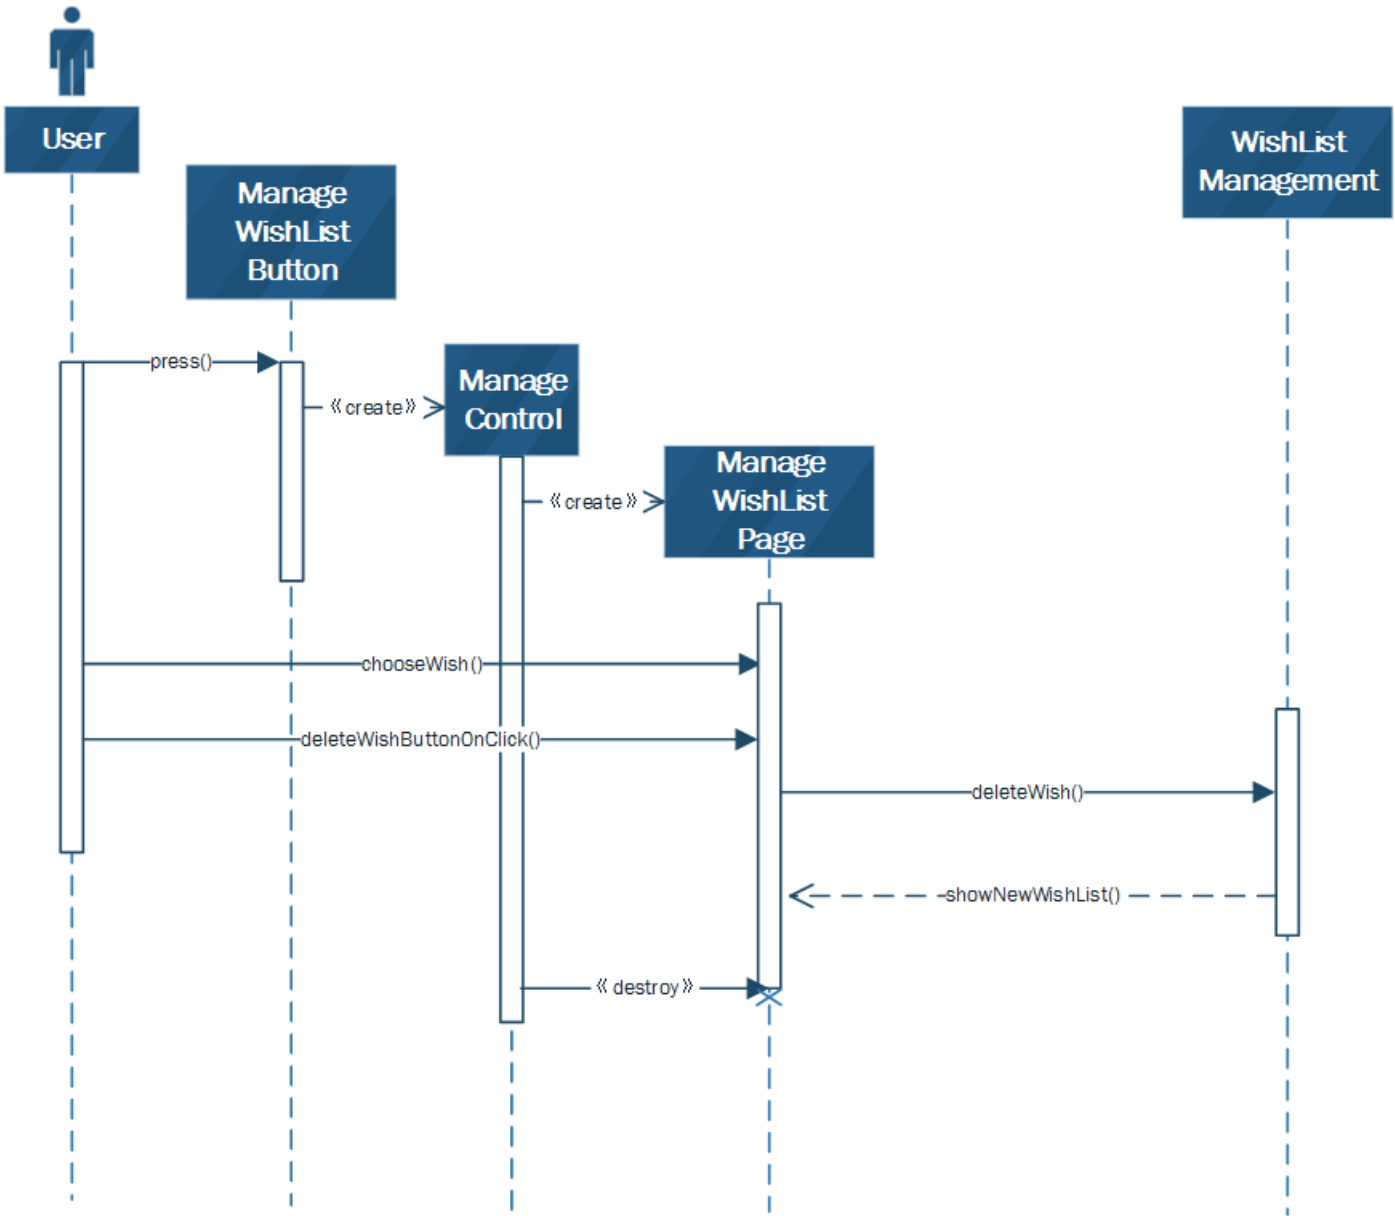 User
Manage
WishList
Button
WishList
Management
press()
《create》
Manage
Control
《create》
Manage
WishList
Page
chooseWish()
deleteWishButtonOnClick()
deleteWish()
showNewWishList()
《destroy》